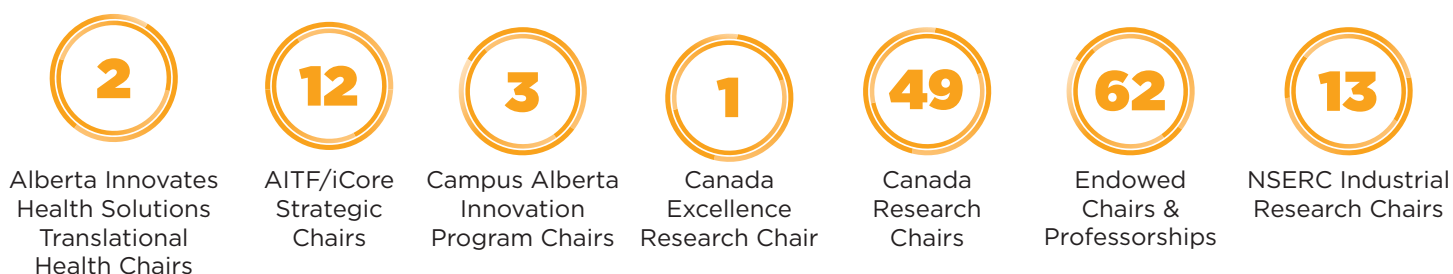 2
Alberta Innovates
Health Solutions
Translational
Health Chairs
12
AITF/iCore
Strategic
Chairs
3
Campus Alberta
Innovation
Program Chairs
1
Canada
Excellence
Research Chair
49
Canada
Research
Chairs
62
Endowed
Chairs &
Professorships
13
NSERC Industrial
Research Chairs